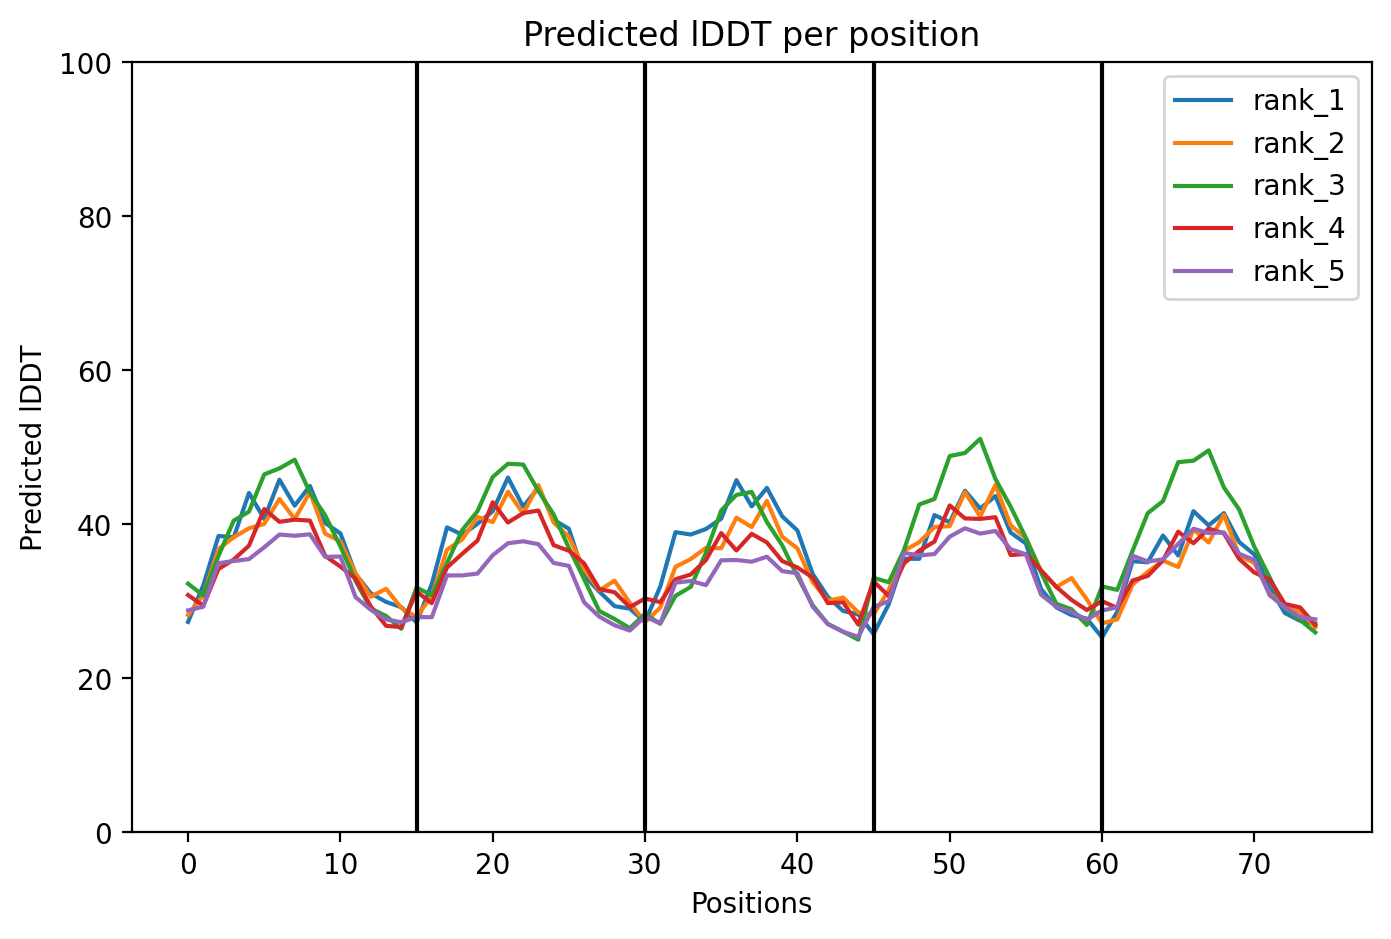 Predicted lDDT per position
100
80
60
40
20
0
Predicted lDDT
rank_1
rank_2
rank_3
rank_4
rank_5
0 10 20 30 40 50 60 70
Positions